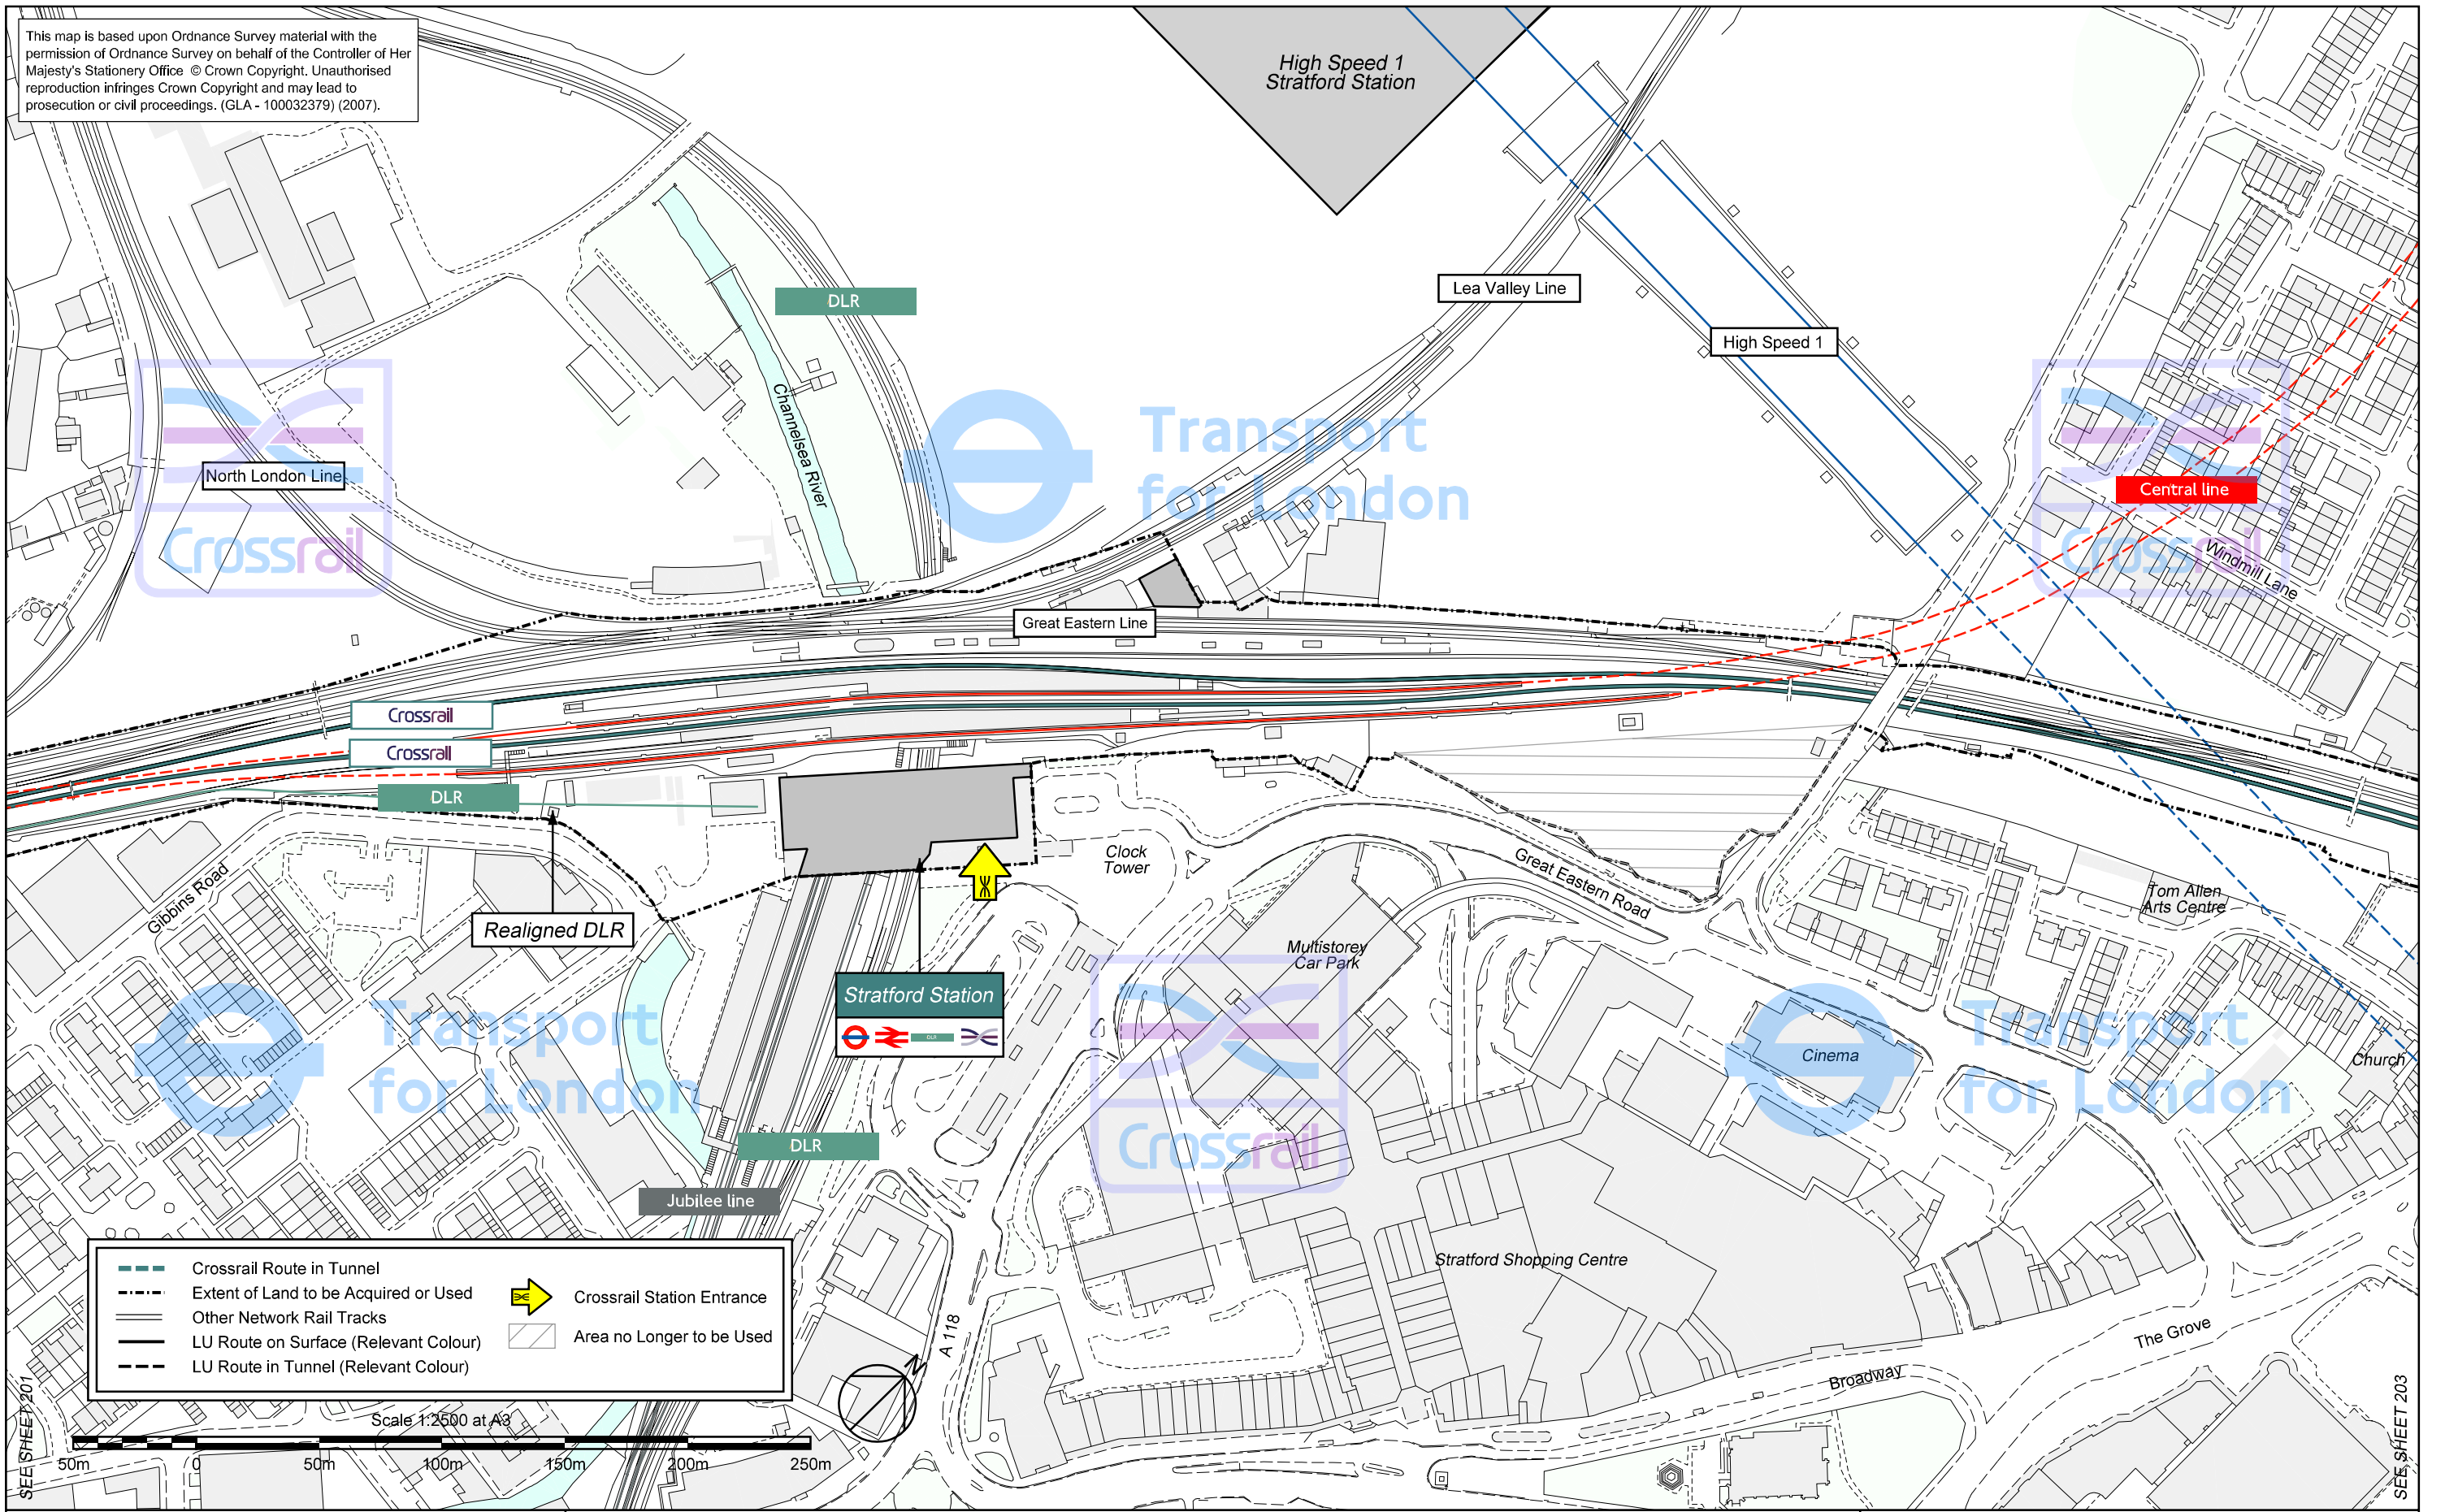 This map is based upon Ordnance Survey material with the
permission of Ordnance Survey on behalf of the Controller of Her
Majesty's Stationery Office © Crown Copyright. Unauthorised
reproduction infringes Crown Copyright and may lead to
prosecution or civil proceedings. (GLA - 100032379) (2007).
High Speed 1
Stratford Station
DLR
Lea Valley Line
High Speed 1
Channelsea River
Transport
for London
North London Line
Crossrail
Central line
Crossrail
Windmill Lane
Great Eastern Line
Crossrail
Crossrail
DLR
Clock
Tower
Great Eastern Road
Gibbins Road
Realigned DLR
Tom Allen
Arts Centre
Multistorey
Car Park
Stratford Station
DLR
Transport
for London
Cinema
Transport
for London
Church
Crossrail
DLR
Jubilee line
Stratford Shopping Centre
Crossrail Route in Tunnel
Extent of Land to be Acquired or Used
Other Network Rail Tracks
LU Route on Surface (Relevant Colour)
LU Route in Tunnel (Relevant Colour)
Crossrail Station Entrance
Area no Longer to be Used
A 118
N
The Grove
Broadway
Scale 1:2500 at A3
50m 0 50m 100m 150m 200m 250m
SEE SHEET 201
SEE SHEET 203